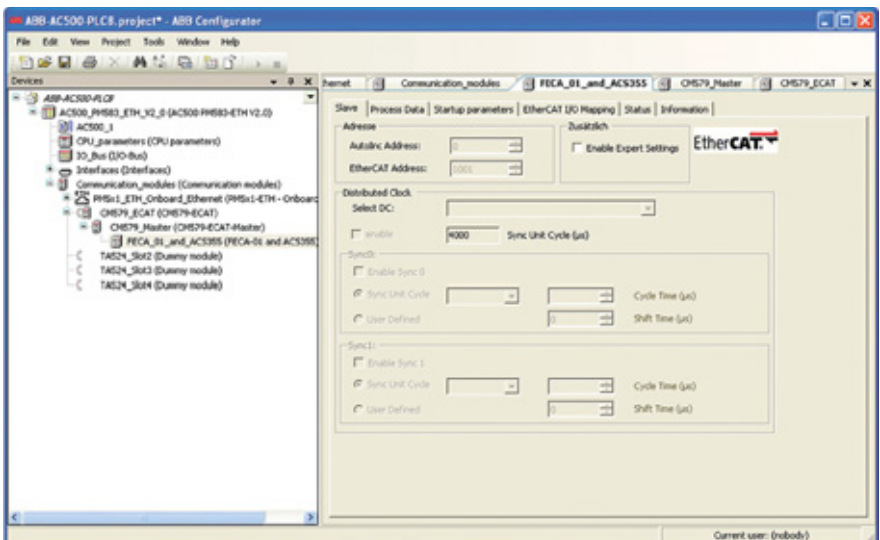 ABB-AC500-PLCB.project* - ABB Configurator
File Edit View Project Tools Window Help
Devices
ABB-AC500-PLCB
AC500_PM583_ETH_V2_0 (AC500 PM583-ETH V2.0)
AC500_1
CPU_parameters (CPU parameters)
IO_Bus (I/O-Bus)
Interfaces (Interfaces)
Communication_modules (Communication modules)
PM5x1_ETH_Onboard_Ethernet (PM5x1-ETH - Onboard
CM579_ECAT (CM579-ECAT)
CM579_Master (CM579-ECAT-Master)
FECA_01_and_ACS355 (FECA-01 and ACS355)
TA524_Slot2 (Dummy module)
TA524_Slot3 (Dummy module)
TA524_Slot4 (Dummy module)
hernet Communication_modules FECA_01_and_ACS355 CM579_Master CM579_ECAT
Slave Process Data Startup parameters EtherCAT I/O Mapping Status Information
Adresse
AutoInc Address: 0
EtherCAT Address: 1001
Zusätzlich
Enable Expert Settings
EtherCAT
Distributed Clock
Select DC:
enable 4000 Sync Unit Cycle (µs)
Sync0:
Enable Sync 0
Sync Unit Cycle Cycle Time (µs)
User Defined 0 Shift Time (µs)
Sync1:
Enable Sync 1
Sync Unit Cycle Cycle Time (µs)
User Defined 0 Shift Time (µs)
Current user: (nobody)